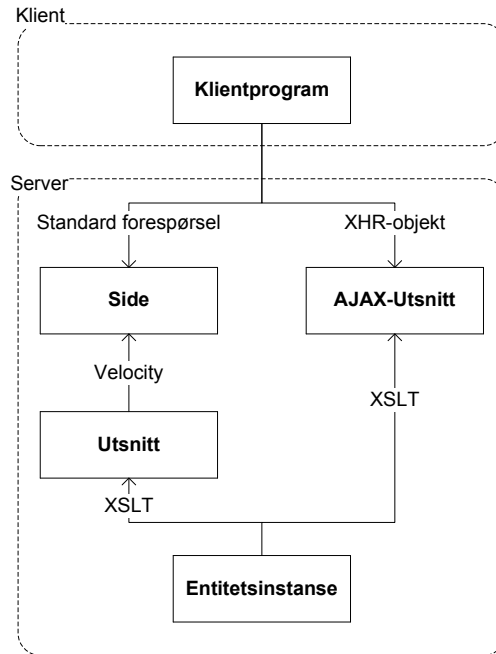 Klient
Klientprogram
Server
Standard forespørsel
XHR-objekt
Side
AJAX-Utsnitt
Velocity
XSLT
Utsnitt
XSLT
Entitetsinstanse